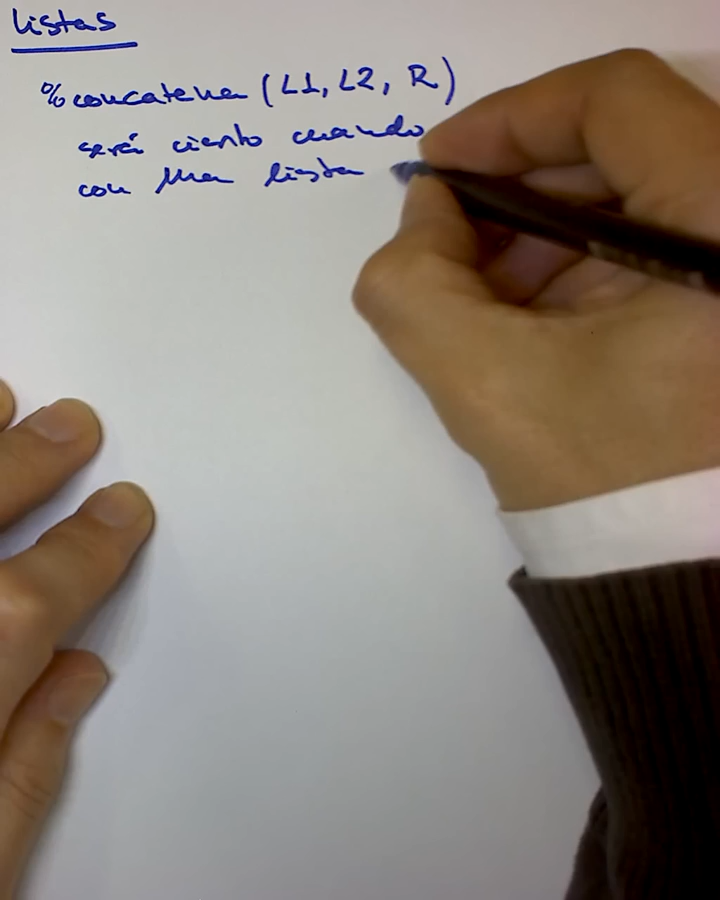 Listas
% concatena (L1, L2, R)
será cierto cuando
con una lista